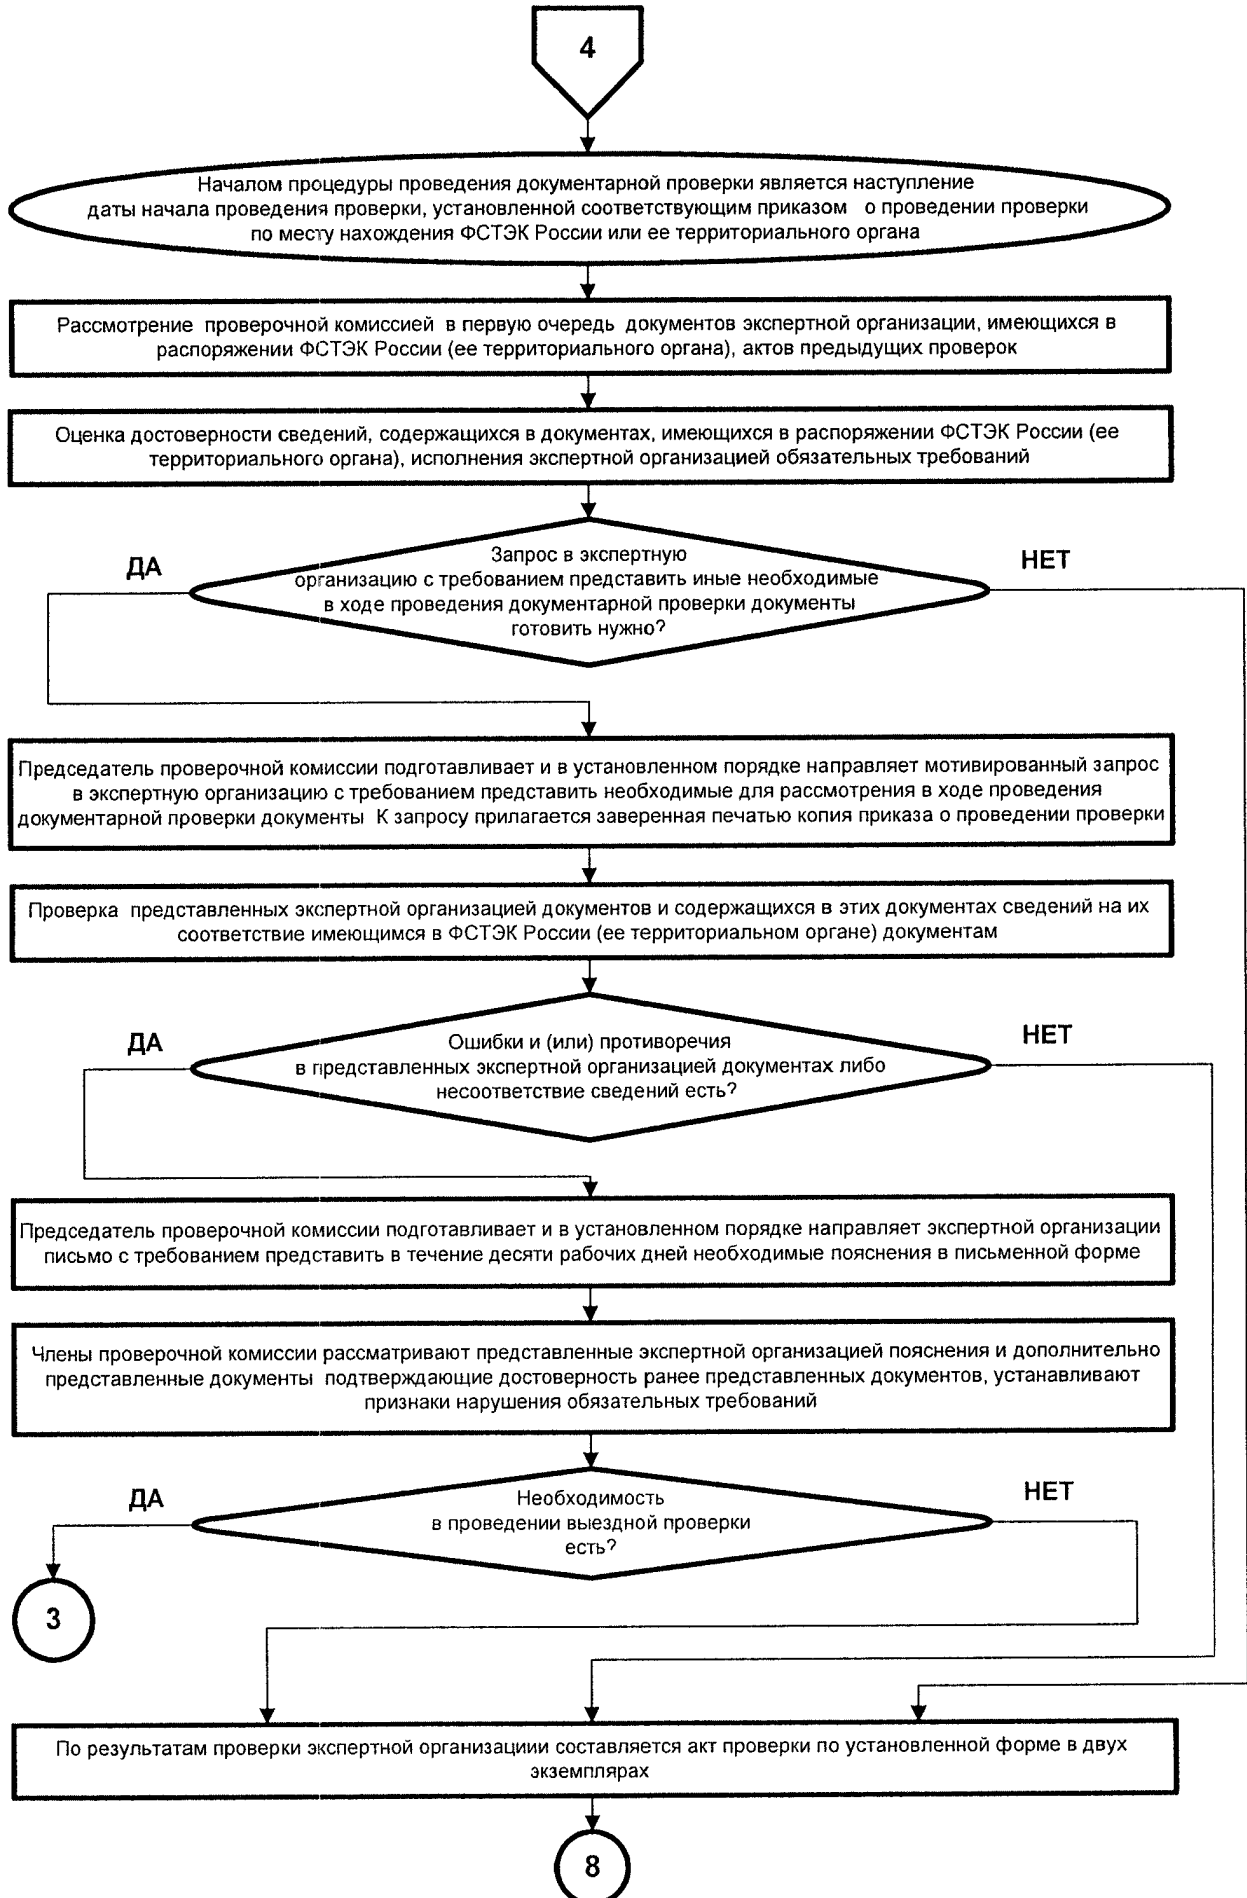 4
Началом процедуры проведения документарной проверки является наступление
даты начала проведения проверки, установленной соответствующим приказом о проведении проверки
по месту нахождения ФСТЭК России или ее территориального органа
Рассмотрение проверочной комиссией в первую очередь документов экспертной организации, имеющихся в
распоряжении ФСТЭК России (ее территориального органа), актов предыдущих проверок
Оценка достоверности сведений, содержащихся в документах, имеющихся в распоряжении ФСТЭК России (ее
территориального органа), исполнения экспертной организацией обязательных требований
ДА
НЕТ
Запрос в экспертную
организацию с требованием представить иные необходимые
в ходе проведения документарной проверки документы
готовить нужно?
Председатель проверочной комиссии подготавливает и в установленном порядке направляет мотивированный запрос
в экспертную организацию с требованием представить необходимые для рассмотрения в ходе проведения
документарной проверки документы К запросу прилагается заверенная печатью копия приказа о проведении проверки
Проверка представленных экспертной организацией документов и содержащихся в этих документах сведений на их
соответствие имеющимся в ФСТЭК России (ее территориальном органе) документам
ДА
НЕТ
Ошибки и (или) противоречия
в представленных экспертной организацией документах либо
несоответствие сведений есть?
Председатель проверочной комиссии подготавливает и в установленном порядке направляет экспертной организации
письмо с требованием представить в течение десяти рабочих дней необходимые пояснения в письменной форме
Члены проверочной комиссии рассматривают представленные экспертной организацией пояснения и дополнительно
представленные документы подтверждающие достоверность ранее представленных документов, устанавливают
признаки нарушения обязательных требований
ДА
НЕТ
Необходимость
в проведении выездной проверки
есть?
3
По результатам проверки экспертной организациии составляется акт проверки по установленной форме в двух
экземплярах
8